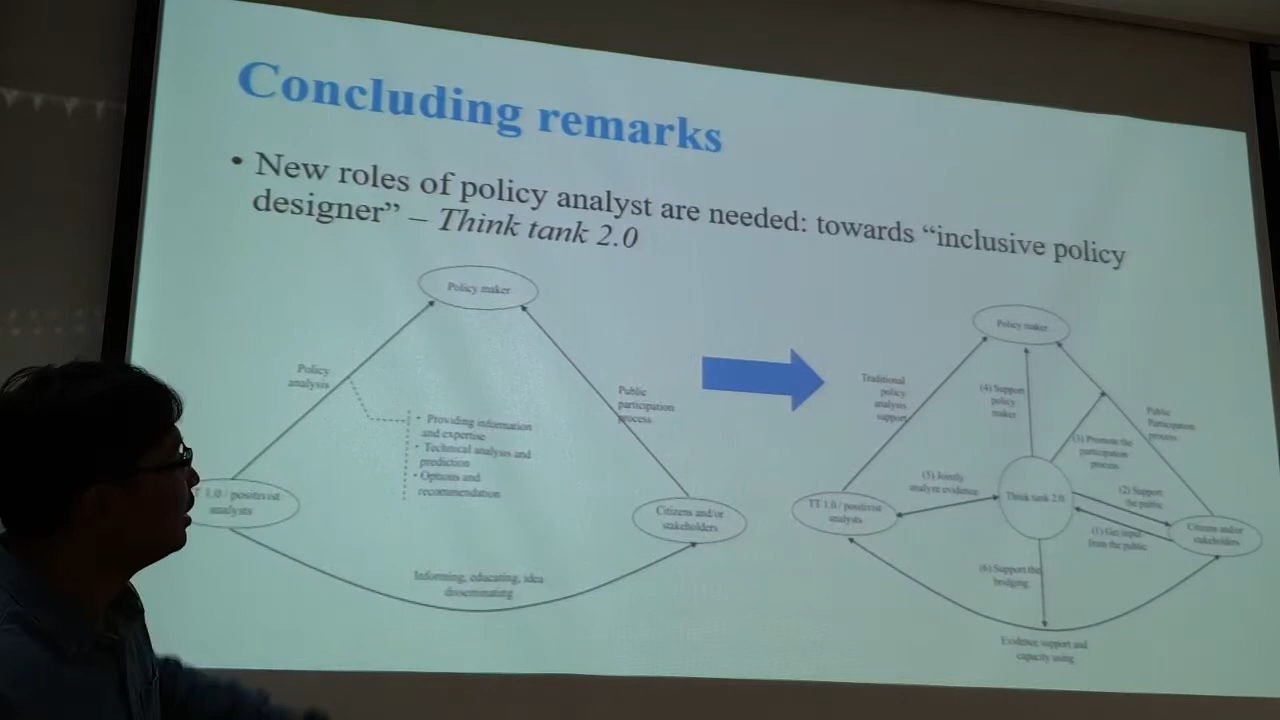 Concluding remarks
• New roles of policy analyst are needed: towards “inclusive policy
designer” – Think tank 2.0
Policy maker
Policy
analysis
Public
participation
process
• Providing information
and expertise
• Technical analysis and
prediction
• Options and
recommendation
T 1.0 / positivist
analysts
Citizens and/or
stakeholders
Informing, educating, idea
disseminating
Policy maker
Traditional
policy
analysis
support
(4) Support
policy
maker
Public
Participation
process
(3) Promote the
participation
process
(5) Jointly
analyze evidence
Think tank 2.0
(2) Support
the public
TT 1.0 / positivist
analysts
(1) Get input
from the public
Citizens and/or
stakeholders
(6) Support the
bridging
Evidence support and
capacity using